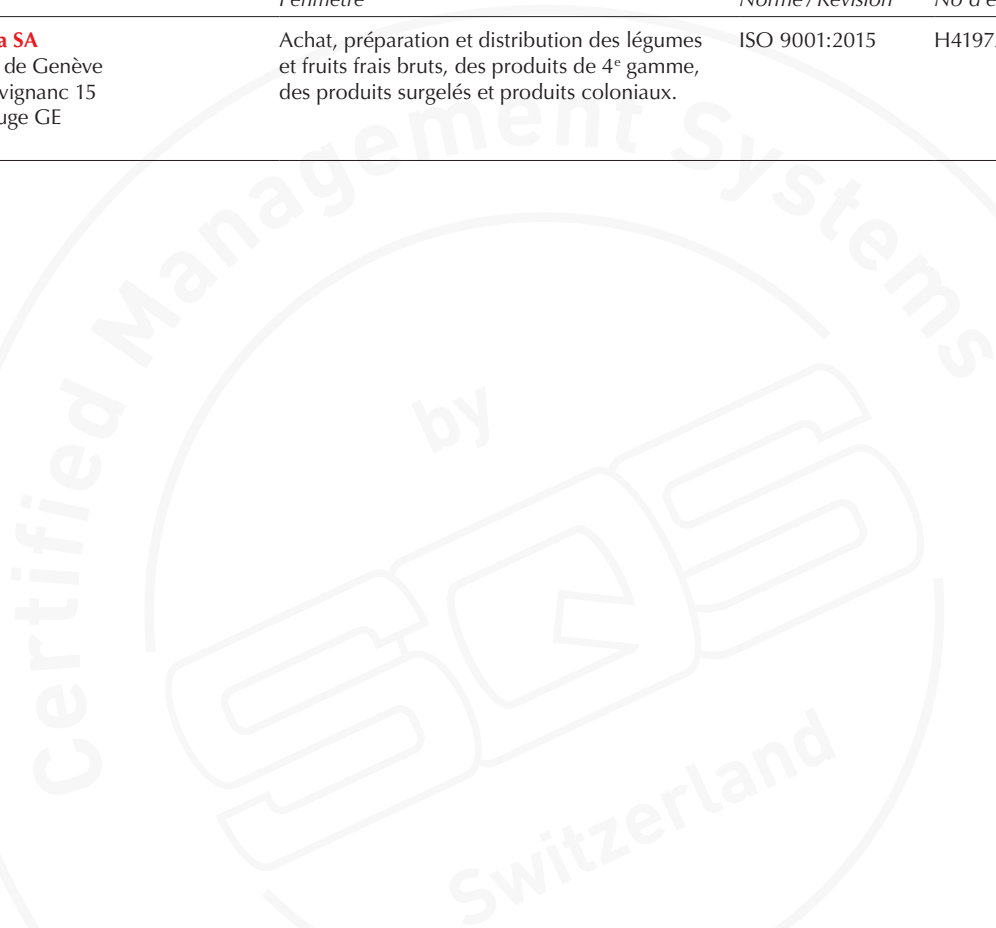 Périmètre Norme / Révision No d'e
a SA Achat, préparation et distribution des légumes ISO 9001:2015 H4197
de Genève et fruits frais bruts, des produits de 4e gamme,
vignanc 15 des produits surgelés et produits coloniaux.
uge GE
Certified Management Systems
by
SQS
Switzerland